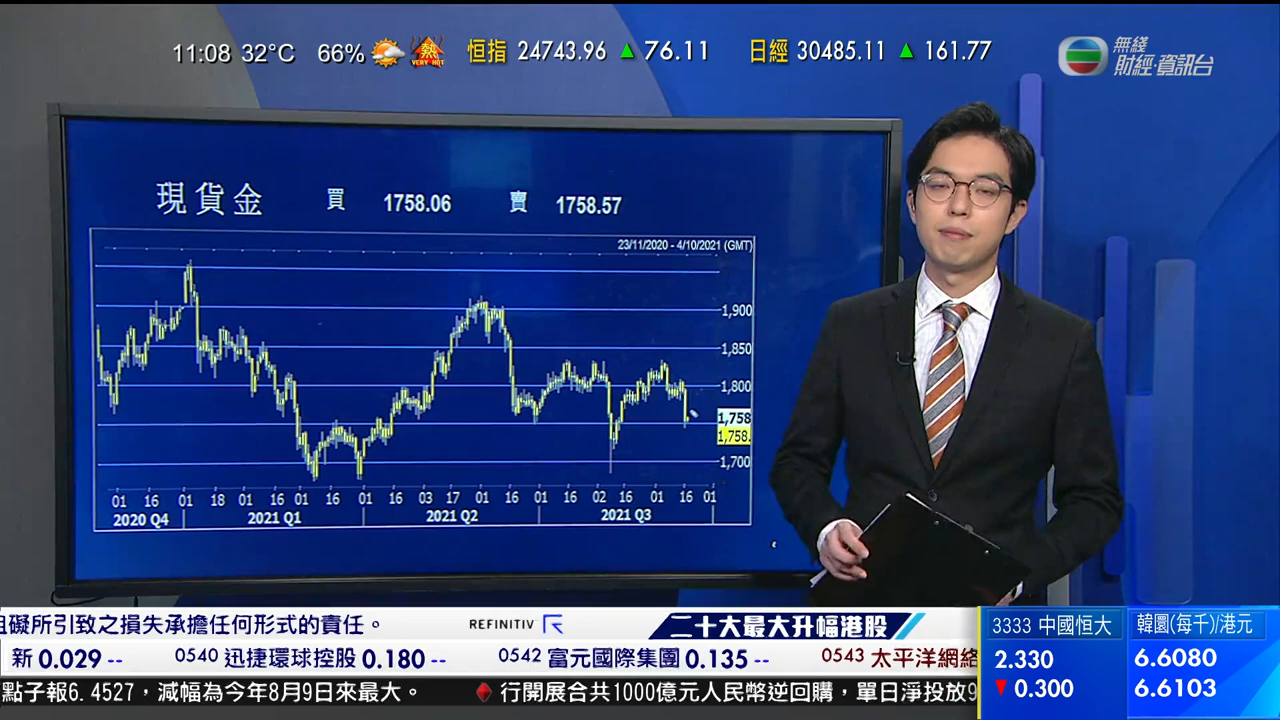 11:08 32°C 66% 熱 VERY HOT 恒指 24743.96 ▲ 76.11 日經 30485.11 ▲ 161.77
無綫
財經·資訊台
現貨金 買 1758.06 賣 1758.57
23/11/2020 - 4/10/2021 (GMT)
1,900
1,850
1,800
1,758
1,758.
1,700
01 16 01 18 01 16 01 16 01 16 03 17 01 16 01 16 02 16 01 16 01
2020 Q4 2021 Q1 2021 Q2 2021 Q3
礙所引致之損失承擔任何形式的責任。 REFINITIV 二十大最大升幅港股
新 0.029 -- 0540 迅捷環球控股 0.180 -- 0542 富元國際集團 0.135 -- 0543 太平洋網絡
點子報6.4527，減幅為今年8月9日來最大。 ◆ 行開展合共1000億元人民幣逆回購，單日淨投放9
3333 中國恒大
2.330
▼ 0.300
韓圜(每千)/港元
6.6080
6.6103